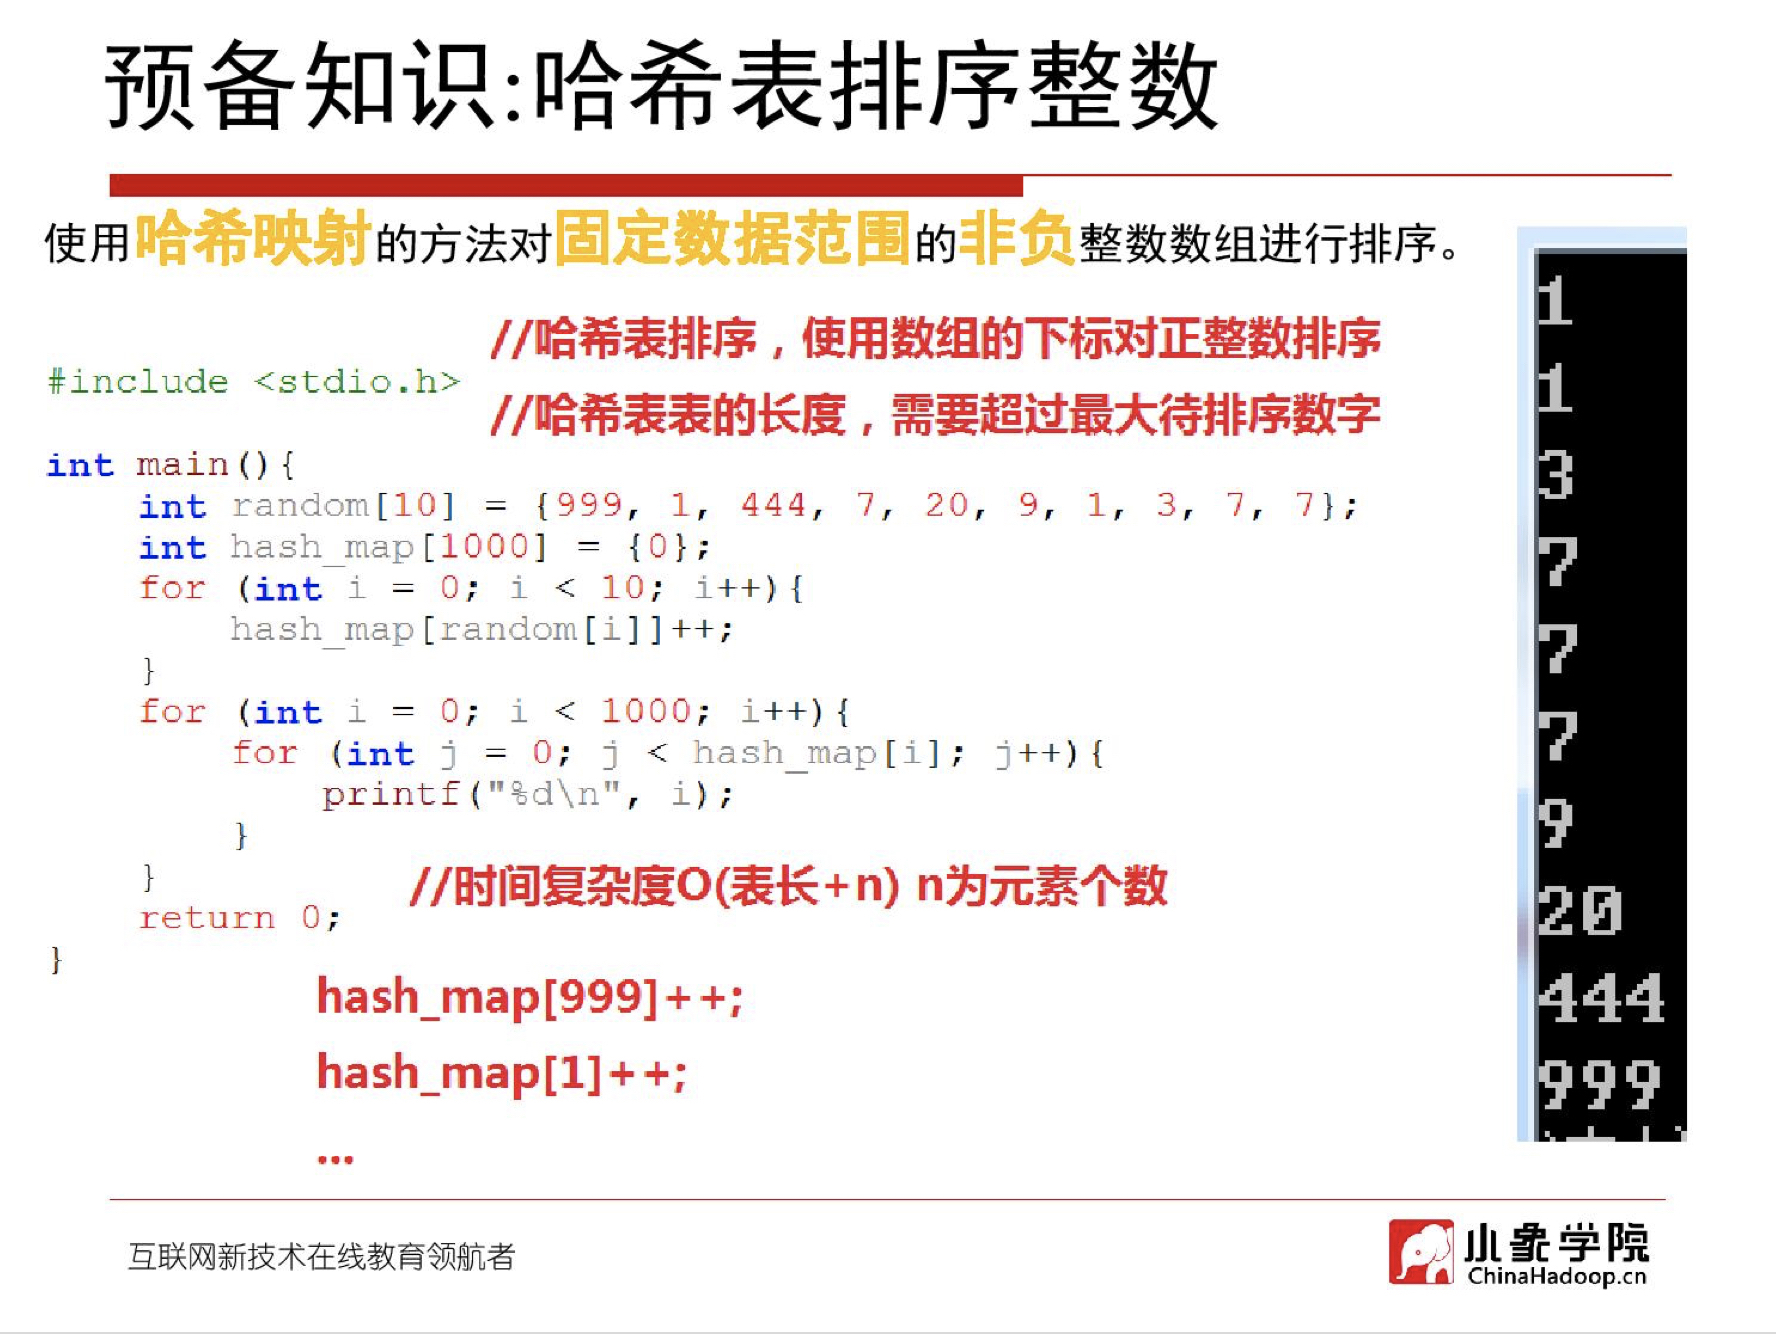 预备知识:哈希表排序整数
使用哈希映射的方法对固定数据范围的非负整数数组进行排序。
//哈希表排序，使用数组的下标对正整数排序
#include <stdio.h>
//哈希表表的长度，需要超过最大待排序数字
int main(){
    int random[10] = {999, 1, 444, 7, 20, 9, 1, 3, 7, 7};
    int hash_map[1000] = {0};
    for (int i = 0; i < 10; i++){
        hash_map[random[i]]++;
    }
    for (int i = 0; i < 1000; i++){
        for (int j = 0; j < hash_map[i]; j++){
            printf("%d\n", i);
        }
    }
//时间复杂度O(表长+n) n为元素个数
    return 0;
}
hash_map[999]++;
hash_map[1]++;
...
1
1
3
7
7
7
9
20
444
999
互联网新技术在线教育领航者
小象学院
ChinaHadoop.cn